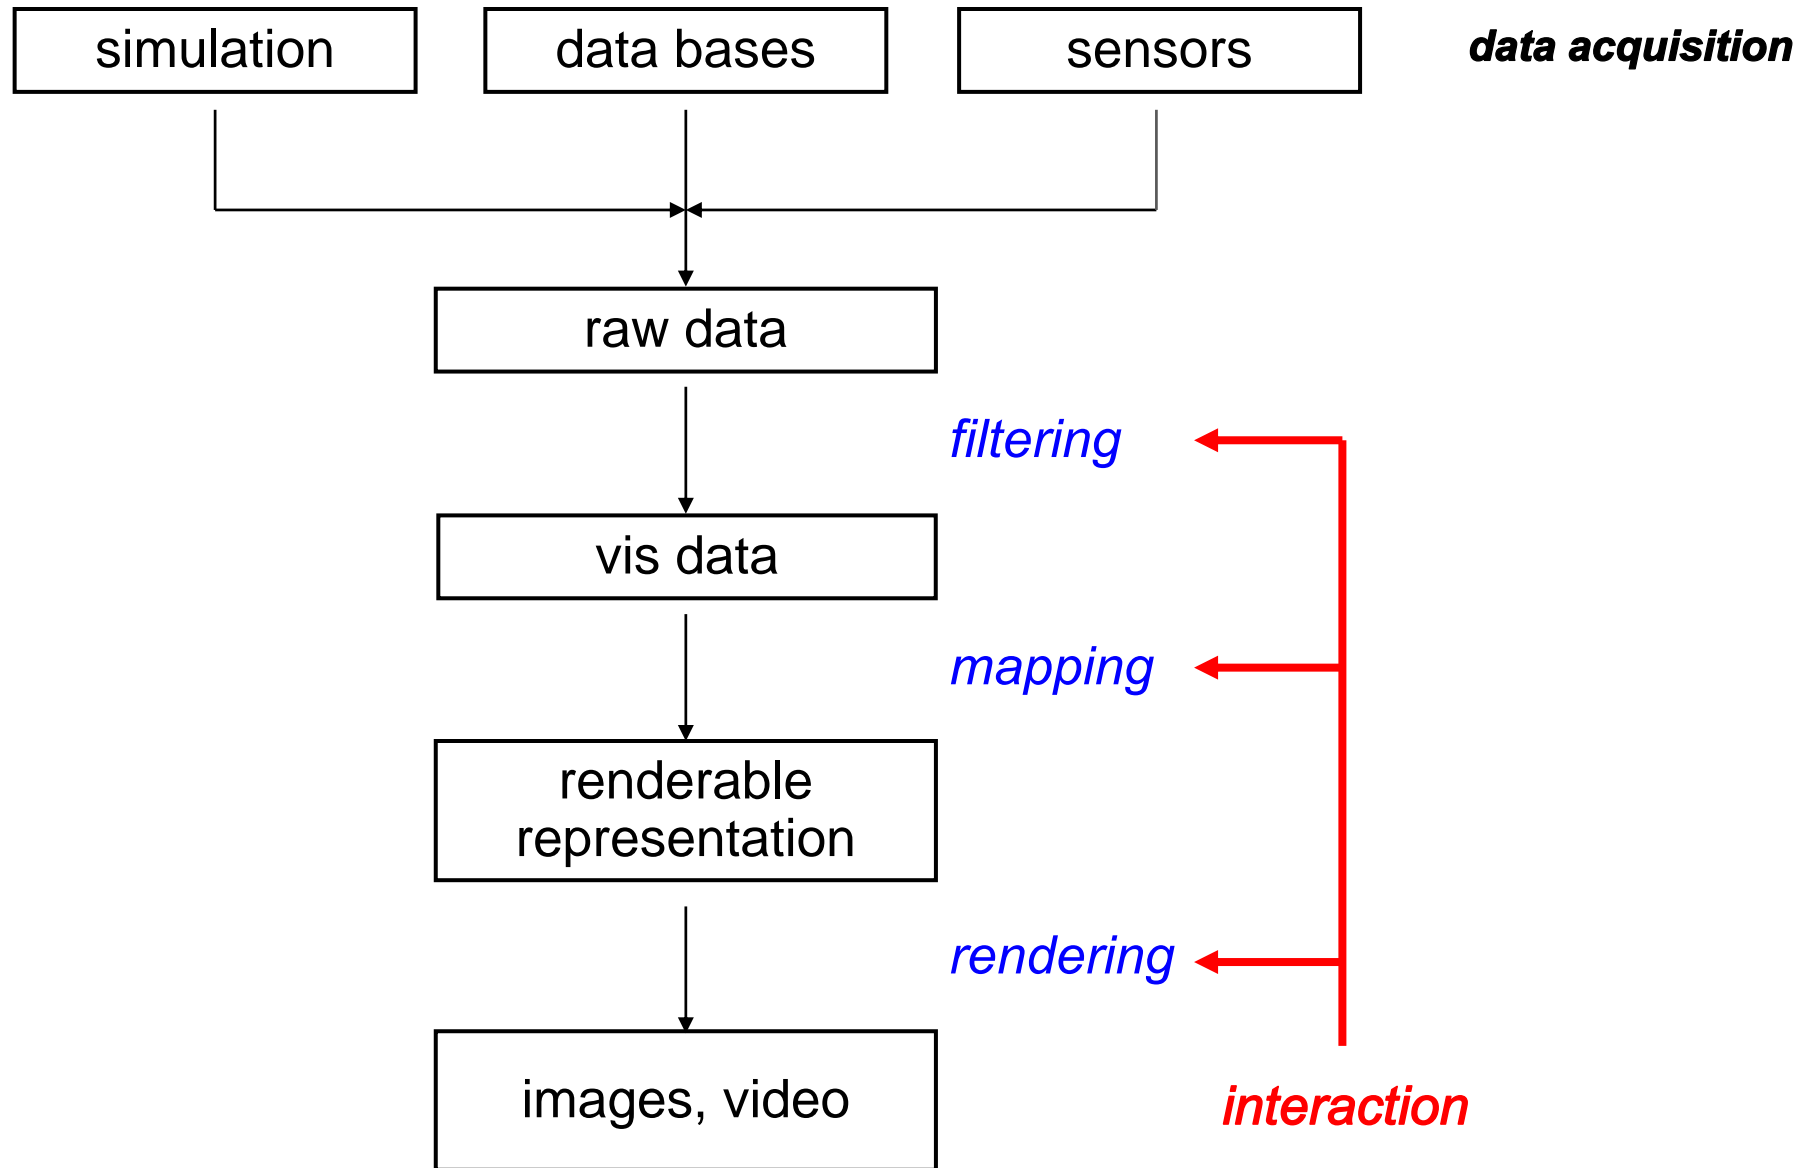 simulation
data bases
sensors
data acquisition
raw data
filtering
vis data
mapping
renderable
representation
rendering
images, video
interaction